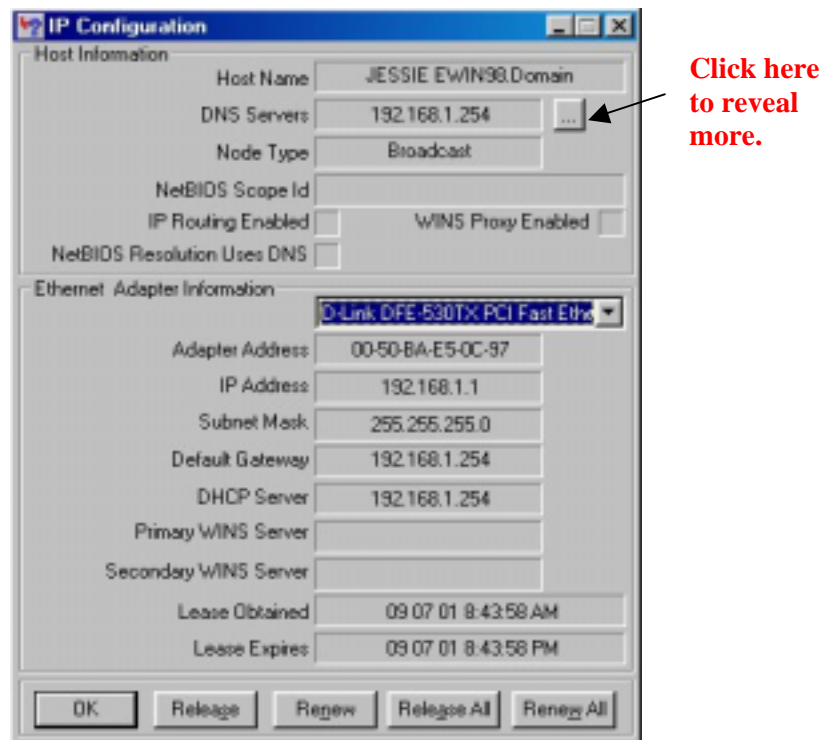 IP Configuration
Host Information
Host Name JESSIE EWIN98.Domain
Click here
to reveal
more.
DNS Servers 192.168.1.254 ...
Node Type Broadcast
NetBIOS Scope Id
IP Routing Enabled WINS Proxy Enabled
NetBIOS Resolution Uses DNS
Ethernet Adapter Information
D-Link DFE-530TX PCI Fast Ethe
Adapter Address 00-50-BA-E5-0C-97
IP Address 192.168.1.1
Subnet Mask 255.255.255.0
Default Gateway 192.168.1.254
DHCP Server 192.168.1.254
Primary WINS Server
Secondary WINS Server
Lease Obtained 09 07 01 8:43:58 AM
Lease Expires 09 07 01 8:43:58 PM
OK Release Renew Release All Renew All